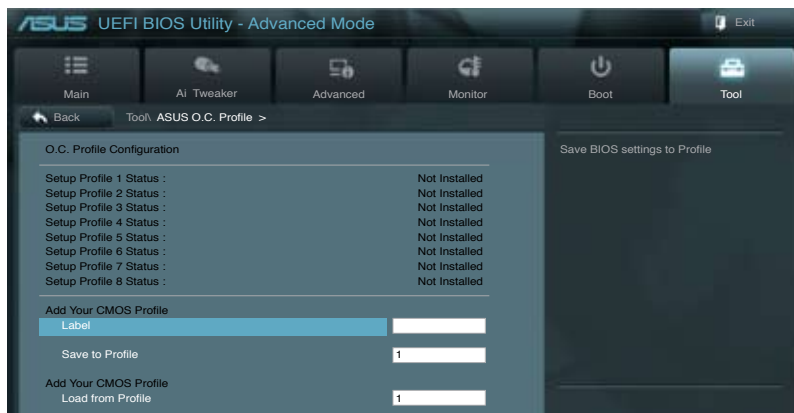 ASUS UEFI BIOS Utility - Advanced Mode
Exit
Main
Ai Tweaker
Advanced
Monitor
Boot
Tool
Back
Tool\ ASUS O.C. Profile >
O.C. Profile Configuration
Save BIOS settings to Profile
Setup Profile 1 Status : Not Installed
Setup Profile 2 Status : Not Installed
Setup Profile 3 Status : Not Installed
Setup Profile 4 Status : Not Installed
Setup Profile 5 Status : Not Installed
Setup Profile 6 Status : Not Installed
Setup Profile 7 Status : Not Installed
Setup Profile 8 Status : Not Installed
Add Your CMOS Profile
Label
Save to Profile 1
Add Your CMOS Profile
Load from Profile 1